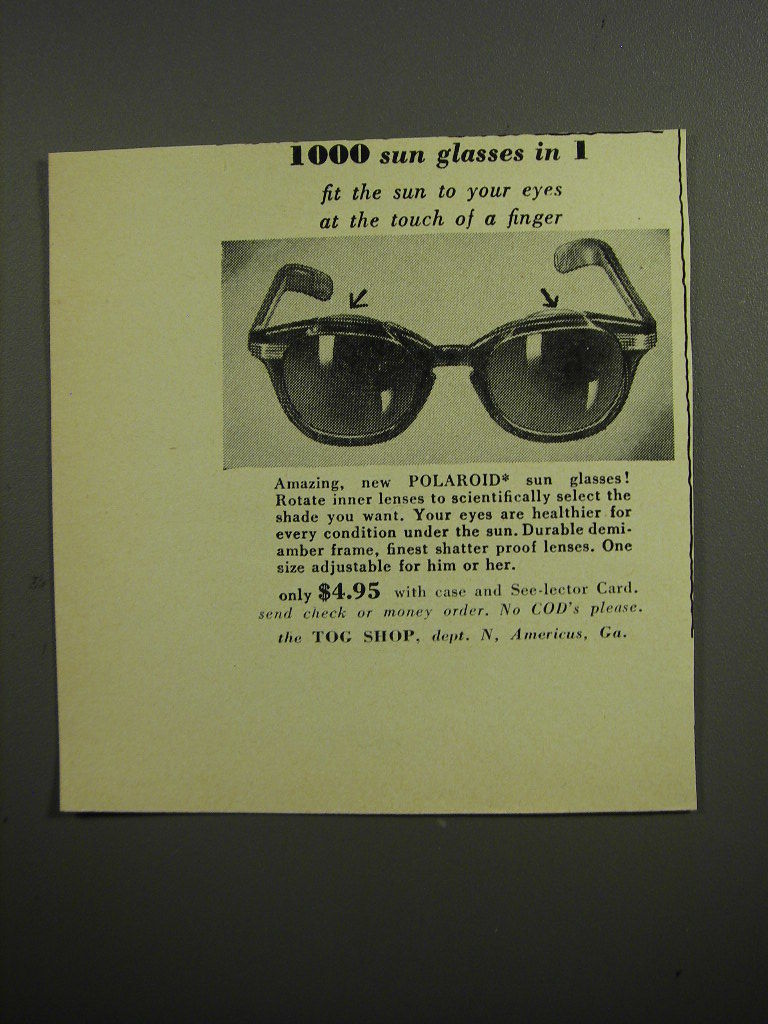 1000 sun glasses in 1
fit the sun to your eyes
at the touch of a finger
Amazing, new POLAROID* sun glasses!
Rotate inner lenses to scientifically select the
shade you want. Your eyes are healthier for
every condition under the sun. Durable demi-
amber frame, finest shatter proof lenses. One
size adjustable for him or her.
only $4.95 with case and See-lector Card.
send check or money order. No COD's please.
the TOG SHOP, dept. N, Americus, Ga.